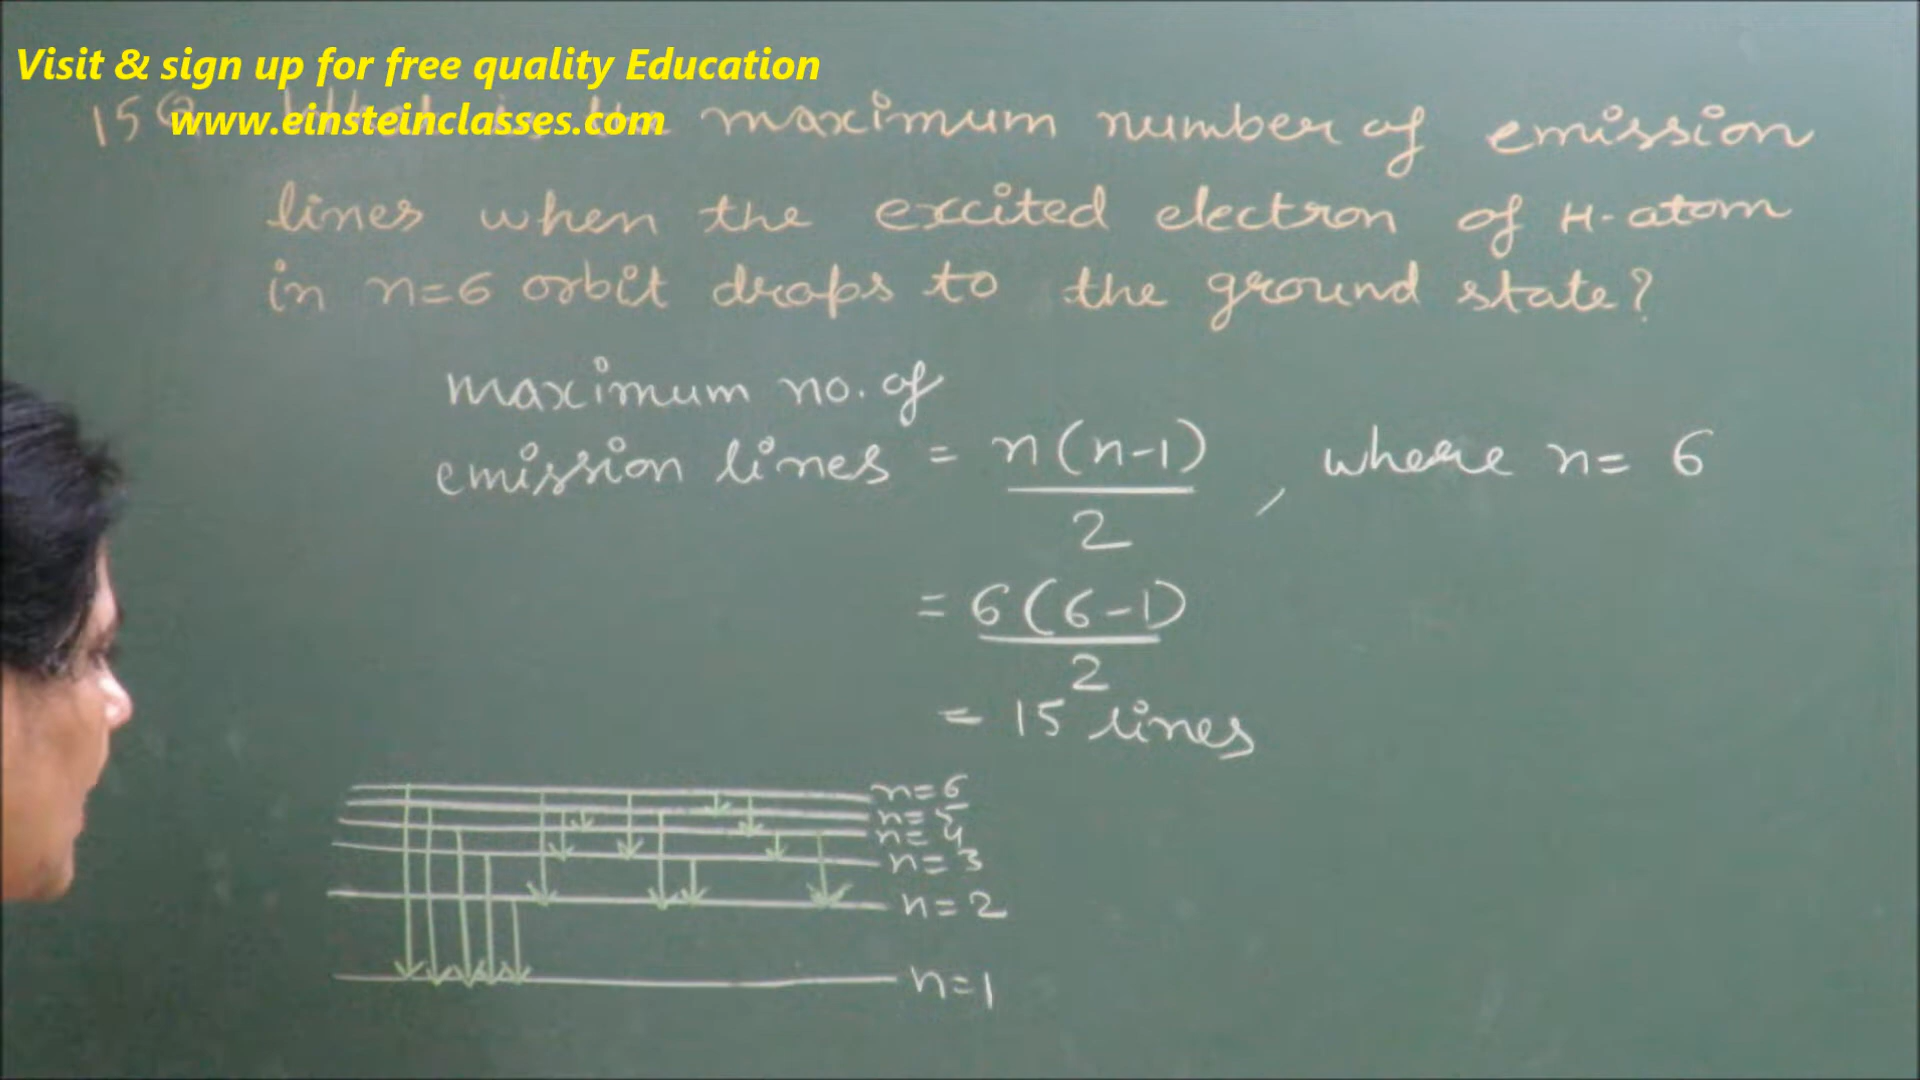 Visit & sign up for free quality Education
www.einsteinclasses.com
15 maximum number of emission
lines when the excited electron of H-atom
in n=6 orbit drops to the ground state?
maximum no. of
emission lines = n(n-1)/2 , where n= 6
= 6(6-1)/2
= 15 lines
n=6
n=5
n=4
n=3
n=2
n=1